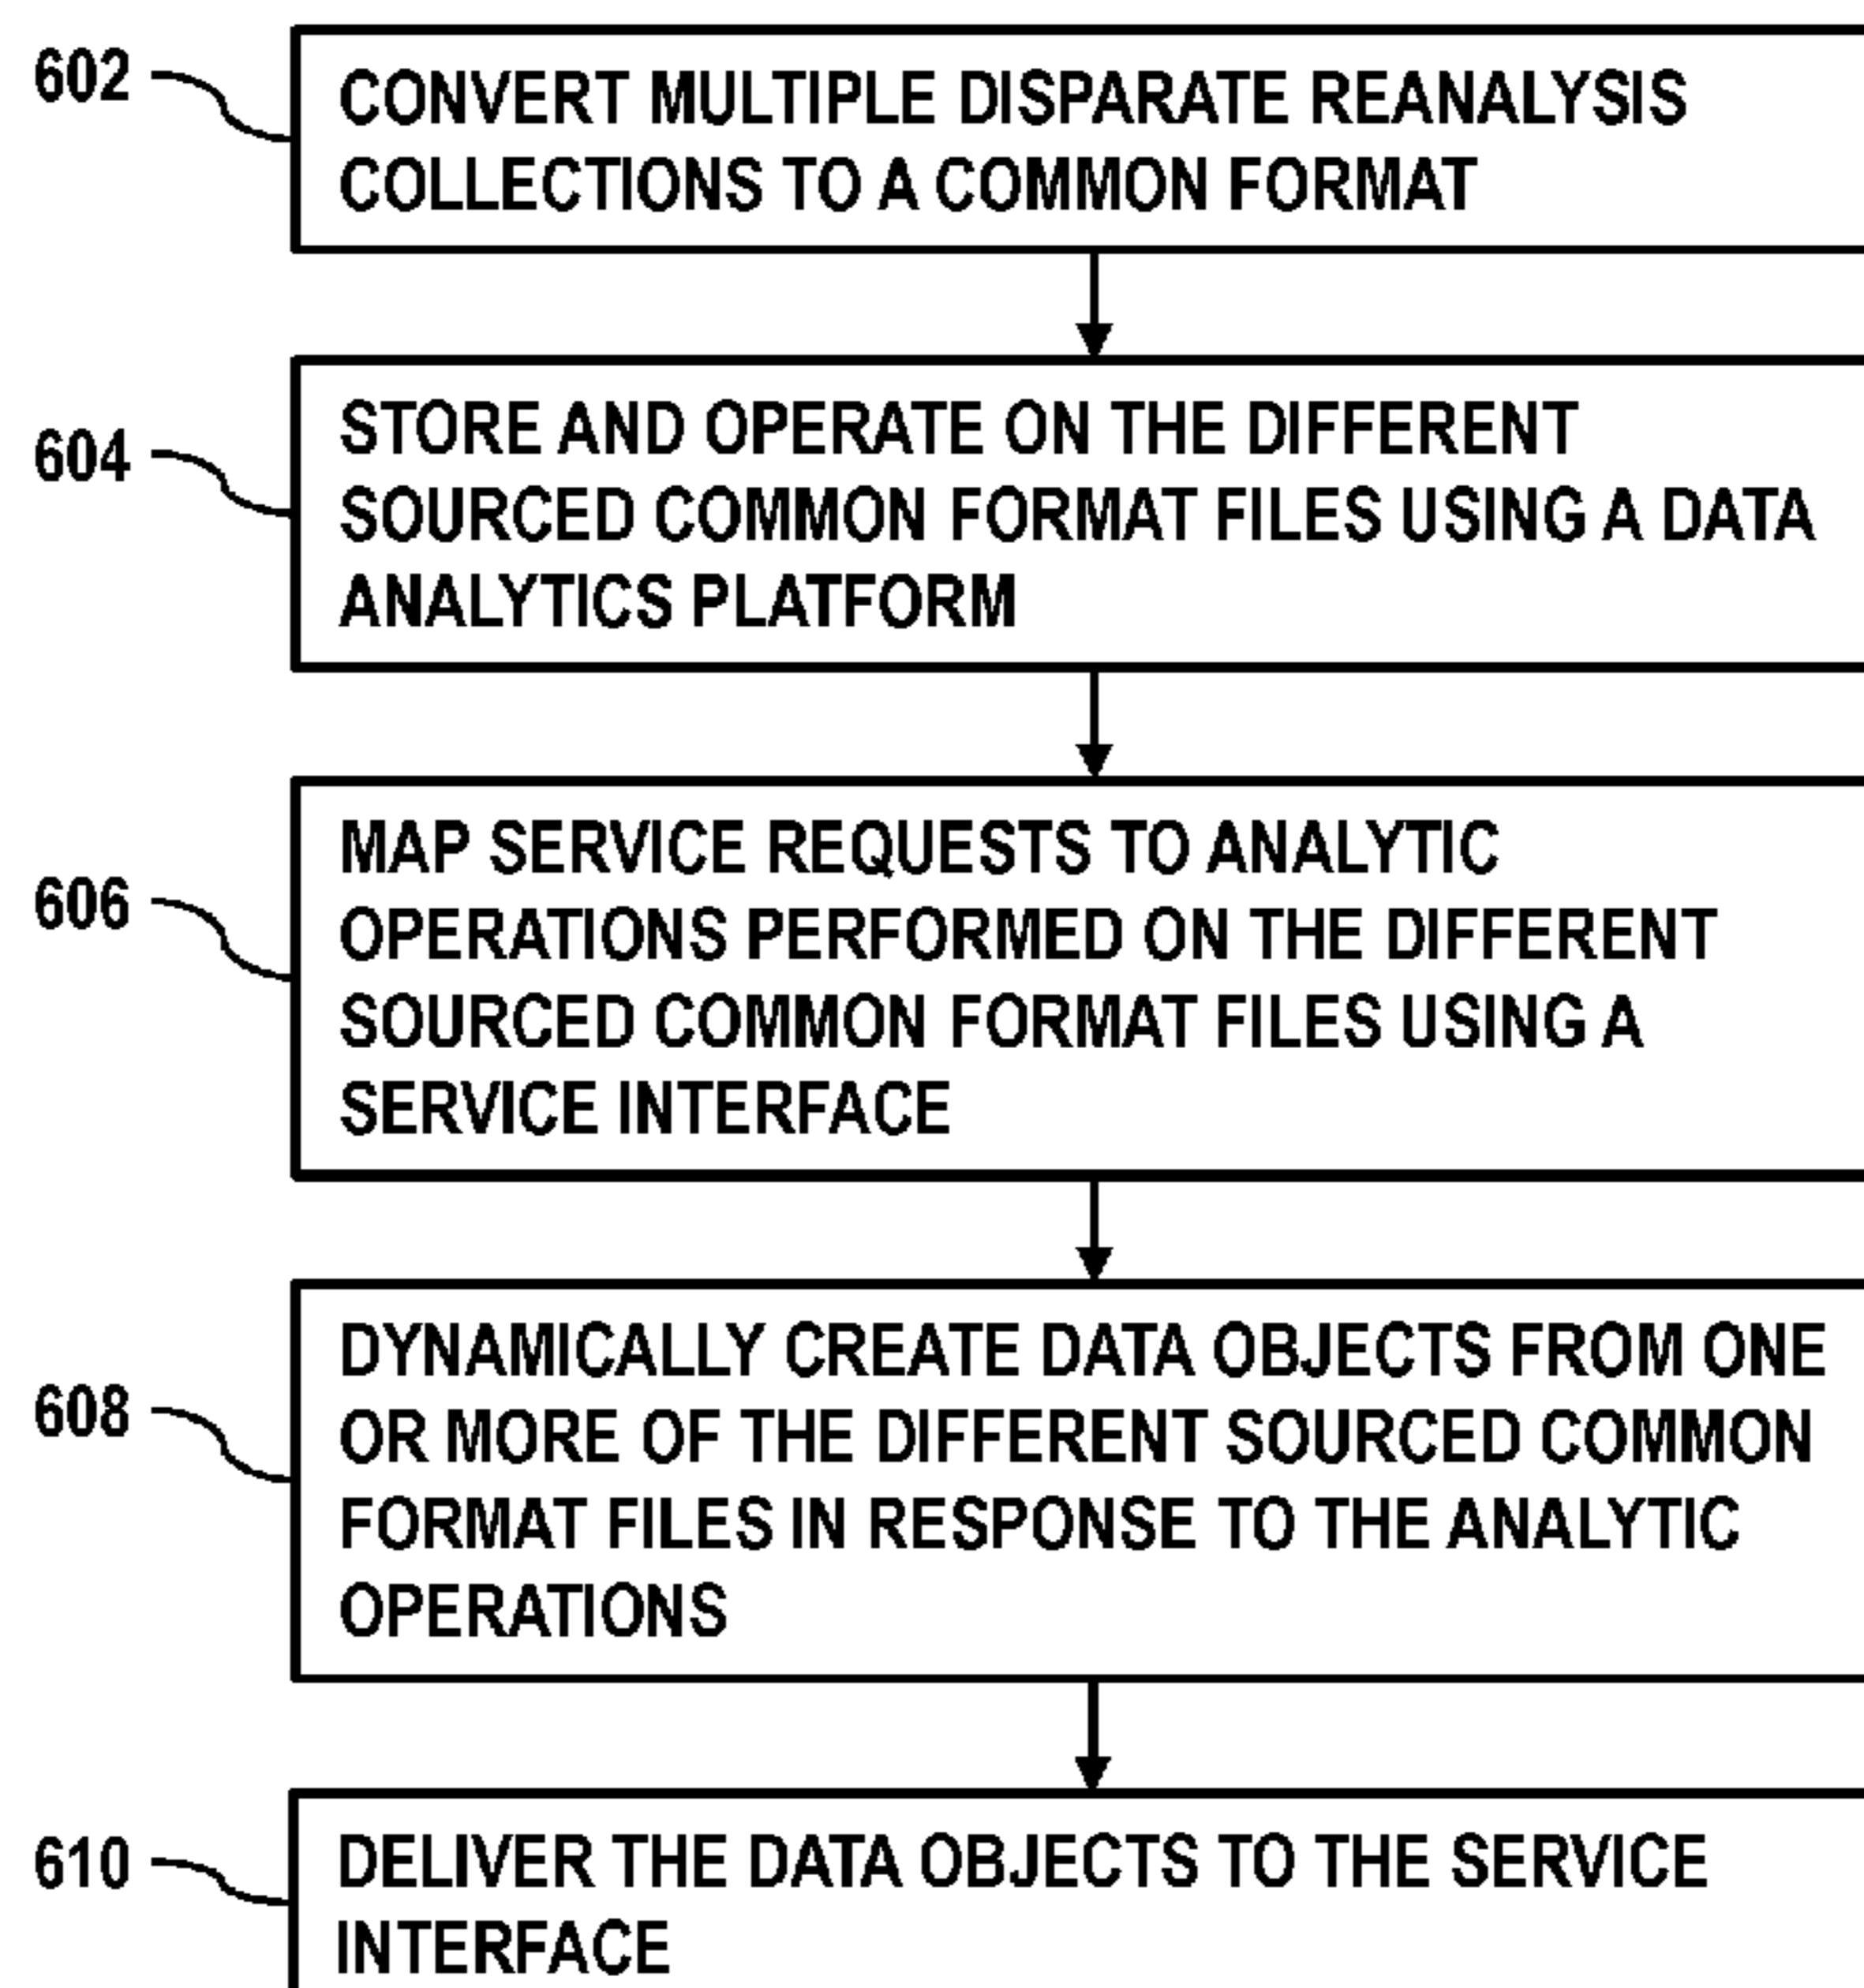 602
CONVERT MULTIPLE DISPARATE REANALYSIS
COLLECTIONS TO A COMMON FORMAT
604
STORE AND OPERATE ON THE DIFFERENT
SOURCED COMMON FORMAT FILES USING A DATA
ANALYTICS PLATFORM
606
MAP SERVICE REQUESTS TO ANALYTIC
OPERATIONS PERFORMED ON THE DIFFERENT
SOURCED COMMON FORMAT FILES USING A
SERVICE INTERFACE
608
DYNAMICALLY CREATE DATA OBJECTS FROM ONE
OR MORE OF THE DIFFERENT SOURCED COMMON
FORMAT FILES IN RESPONSE TO THE ANALYTIC
OPERATIONS
610
DELIVER THE DATA OBJECTS TO THE SERVICE
INTERFACE